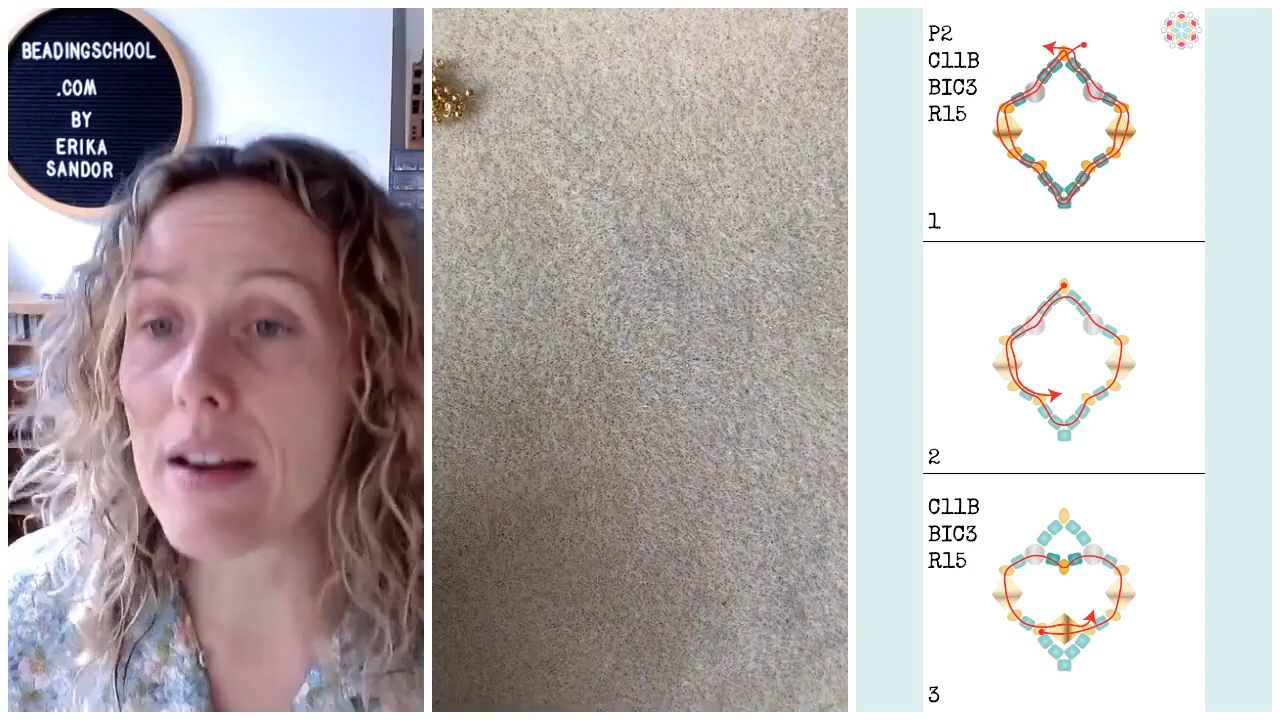 BEADINGSCHOOL
.COM
BY
ERIKA
SANDOR
P2
C11B
BIC3
R15
1
2
C11B
BIC3
R15
3